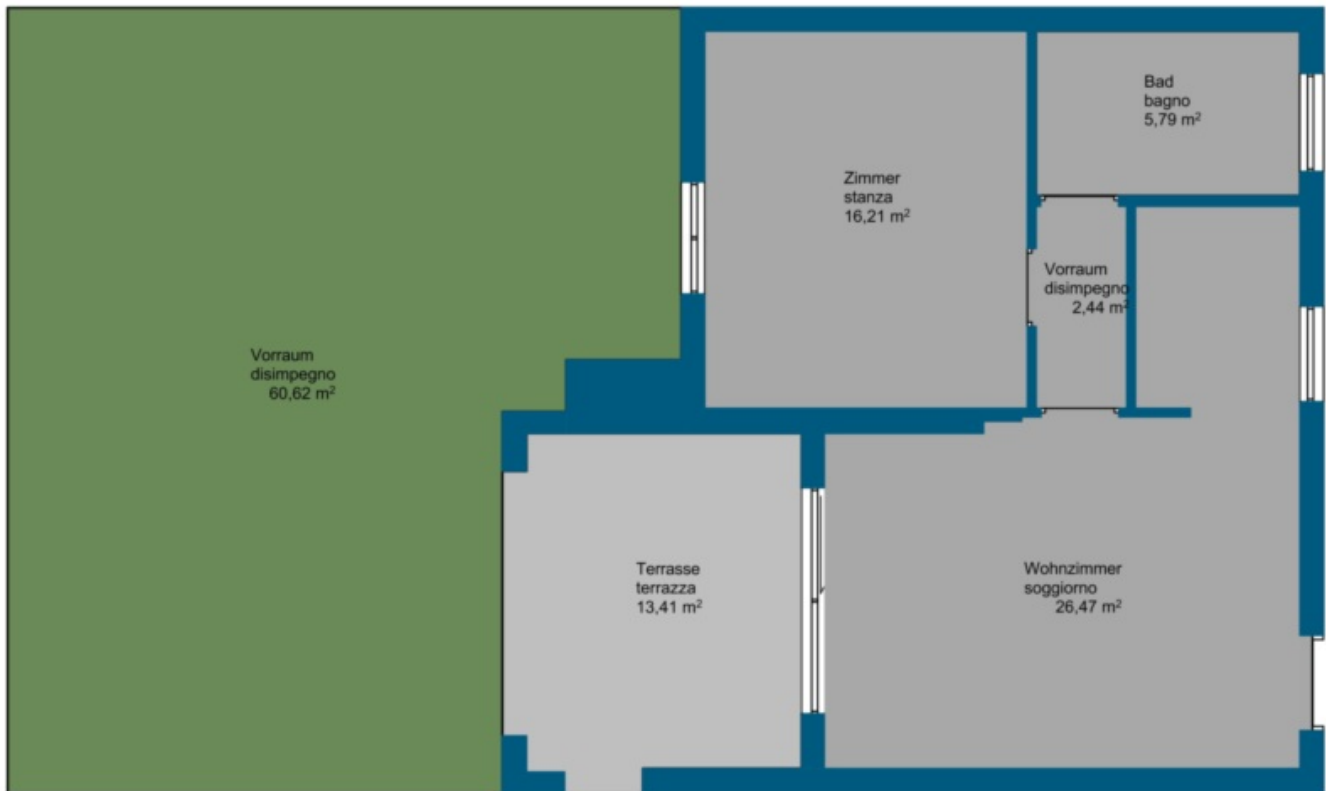 Bad
bagno
5,79 m²
Zimmer
stanza
16,21 m²
Vorraum
disimpegno
2,44 m²
Vorraum
disimpegno
60,62 m²
Terrasse
terrazza
13,41 m²
Wohnzimmer
soggiorno
26,47 m²